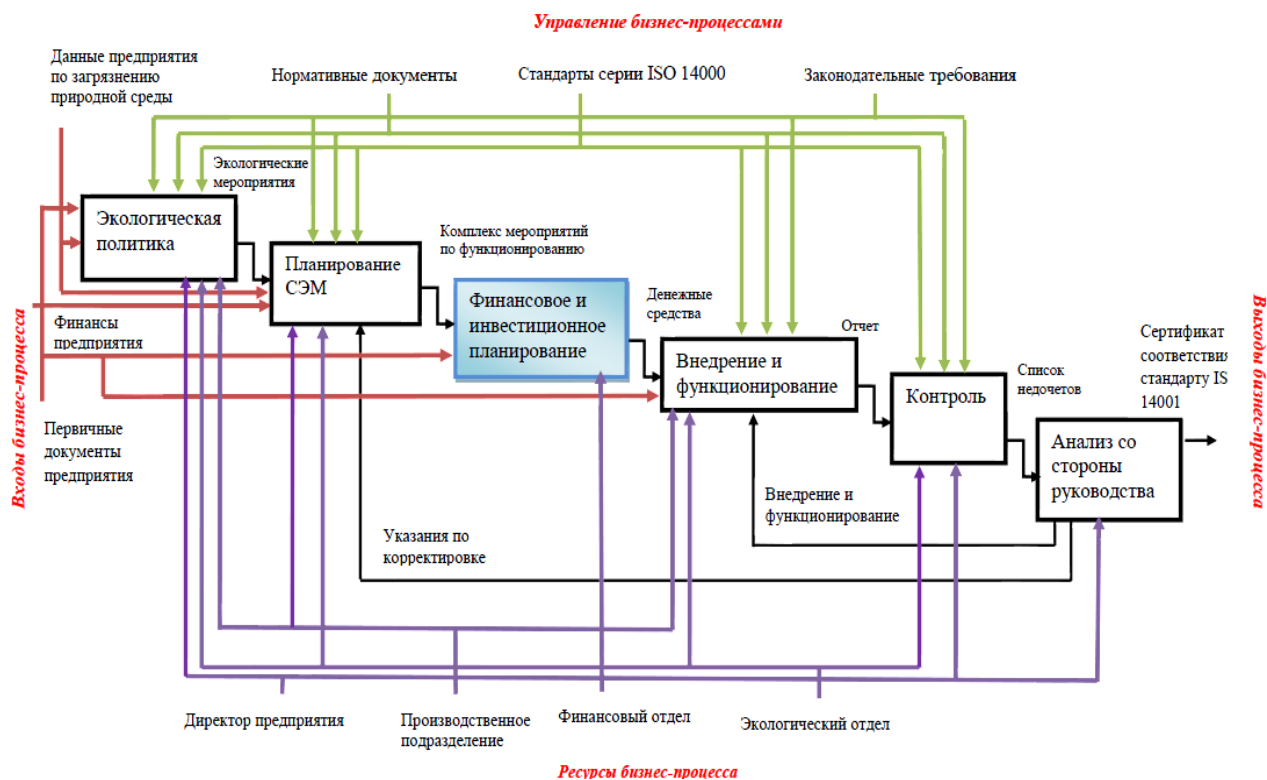 Управление бизнес-процессами
Данные предприятия
по загрязнению
природной среды
Нормативные документы
Стандарты серии ISO 14000
Законодательные требования
Экологические
мероприятия
Экологическая
политика
Планирование
СЭМ
Комплекс мероприятий
по функционированию
Финансовое и
инвестиционное
планирование
Денежные
средства
Внедрение и
функционирование
Отчет
Контроль
Список
недочетов
Сертификат
соответствия
стандарту IS
14001
Анализ со
стороны
руководства
Входы бизнес-процесса
Выходы бизнес-процесса
Финансы
предприятия
Первичные
документы
предприятия
Внедрение и
функционирование
Указания по
корректировке
Директор предприятия
Производственное
подразделение
Финансовый отдел
Экологический отдел
Ресурсы бизнес-процесса